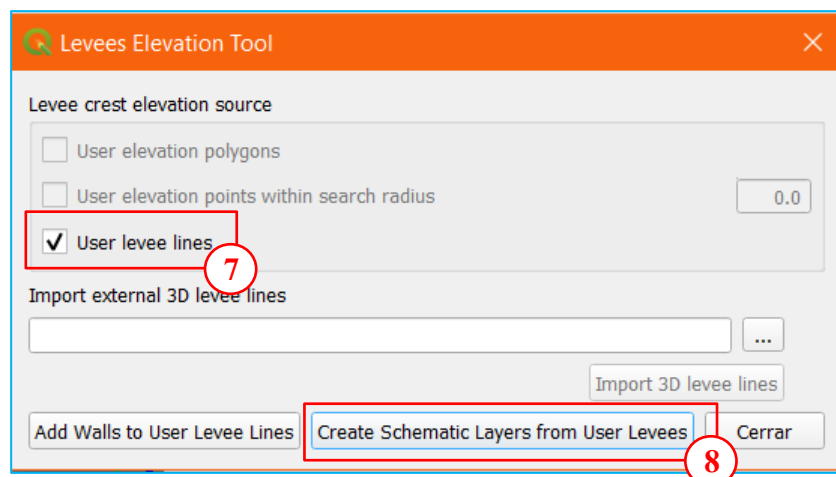 Levees Elevation Tool
Levee crest elevation source
User elevation polygons
User elevation points within search radius 0.0
User levee lines
7
Import external 3D levee lines
...
Import 3D levee lines
Add Walls to User Levee Lines Create Schematic Layers from User Levees Cerrar
8